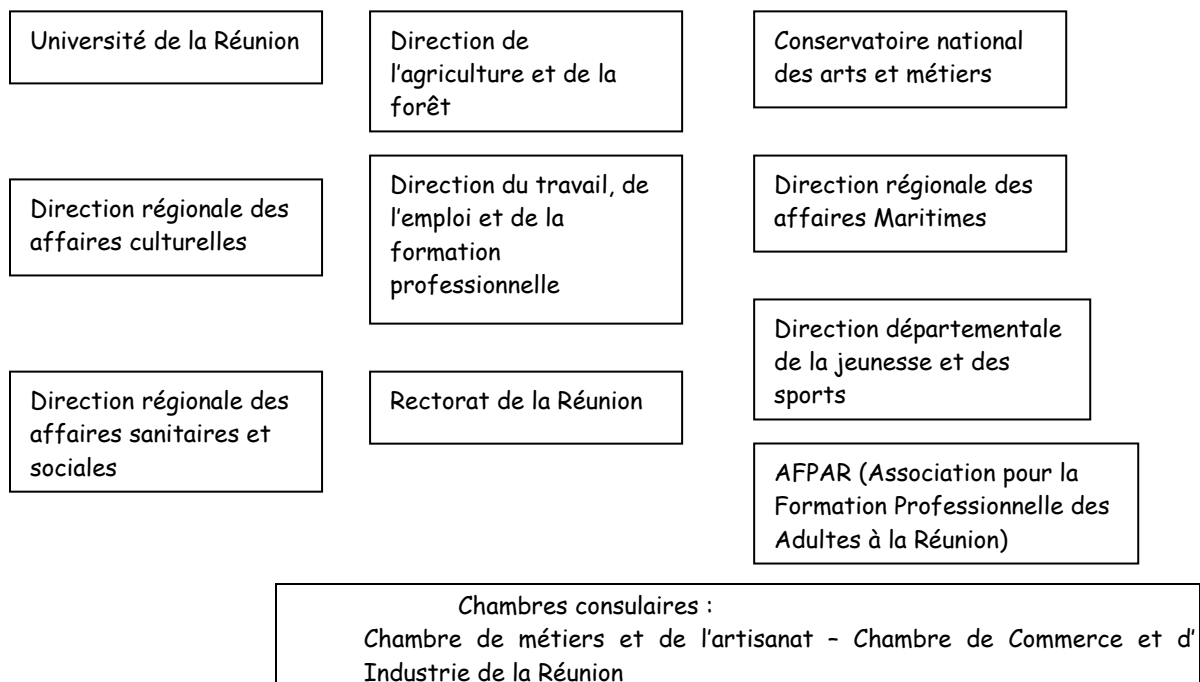 Université de la Réunion
Direction de
l'agriculture et de la
forêt
Conservatoire national
des arts et métiers
Direction régionale des
affaires culturelles
Direction du travail, de
l'emploi et de la
formation
professionnelle
Direction régionale des
affaires Maritimes
Direction départementale
de la jeunesse et des
sports
Direction régionale des
affaires sanitaires et
sociales
Rectorat de la Réunion
AFPAR (Association pour la
Formation Professionnelle des
Adultes à la Réunion)
Chambres consulaires :
Chambre de métiers et de l'artisanat – Chambre de Commerce et d'
Industrie de la Réunion